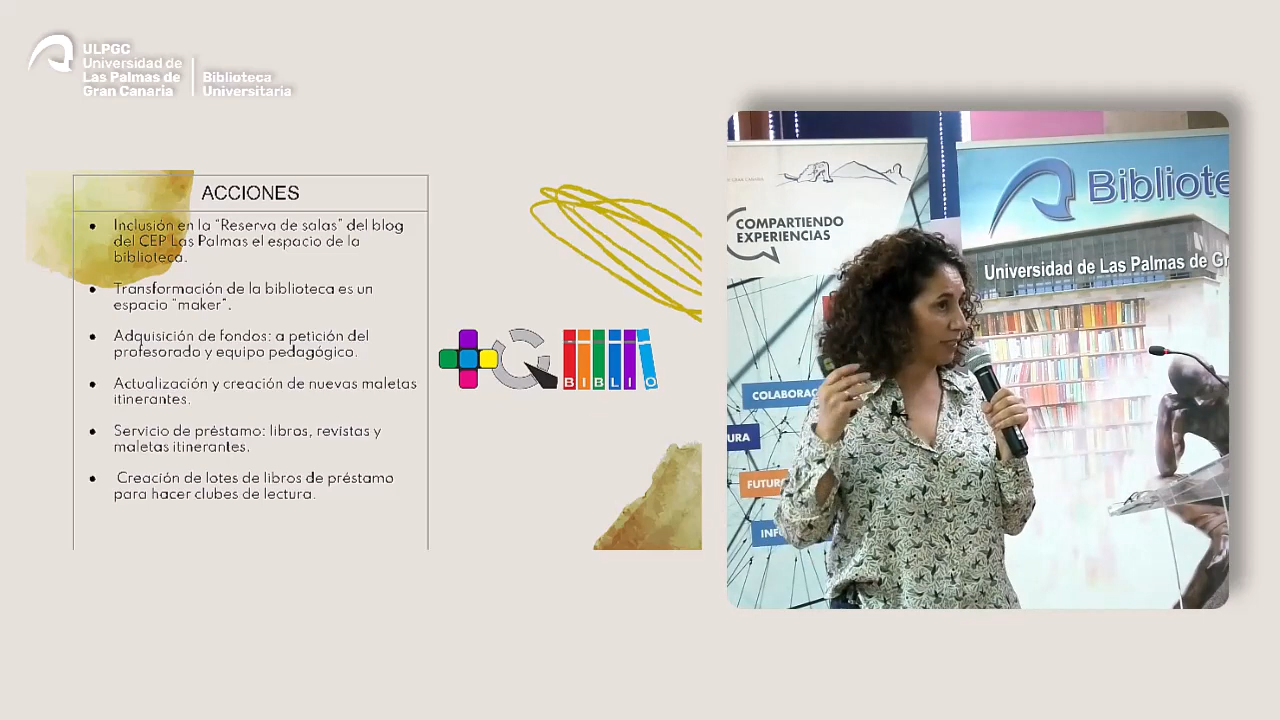 ULPGC
Universidad de
Las Palmas de
Gran Canaria
Biblioteca
Universitaria
ACCIONES
• Inclusión en la “Reserva de salas” del blog
del CEP Las Palmas el espacio de la
biblioteca.
• Transformación de la biblioteca es un
espacio “maker”.
• Adquisición de fondos: a petición del
profesorado y equipo pedagógico.
• Actualización y creación de nuevas maletas
itinerantes.
• Servicio de préstamo: libros, revistas y
maletas itinerantes.
• Creación de lotes de libros de préstamo
para hacer clubes de lectura.
BIBLIO
COMPARTIENDO
EXPERIENCIAS
COLABORAC
URA
FUTURO
INFO
Bibliote
Universidad de Las Palmas de Gr